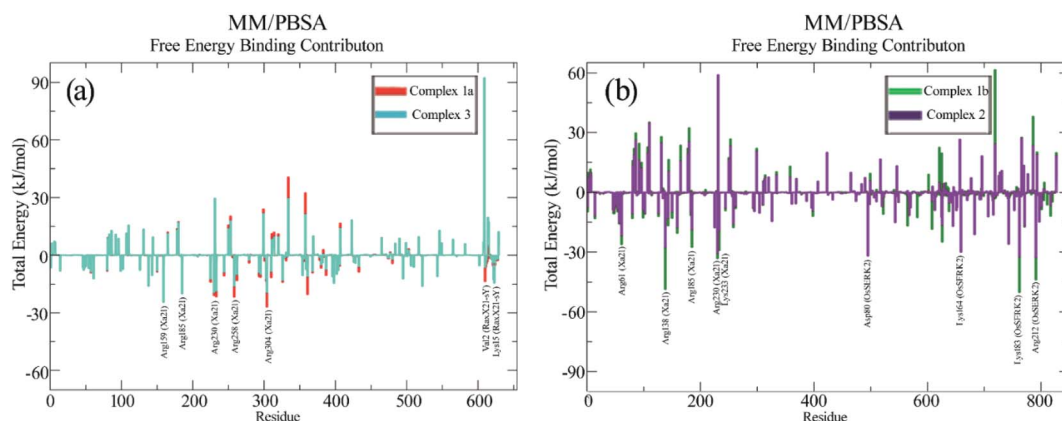 MM/PBSA
Free Energy Binding Contributon
(a)
Complex 1a
Complex 3
Total Energy (kJ/mol)
90
60
30
0
-30
-60
Arg159 (Xa21)
Arg185 (Xa21)
Arg230 (Xa21)
Arg258 (Xa21)
Arg304 (Xa21)
Val2 (RaxX21-sY)
Lys15 (RaxX21-sY)
0 100 200 300 400 500 600
Residue
MM/PBSA
Free Energy Binding Contributon
(b)
Complex 1b
Complex 2
Total Energy (kJ/mol)
60
30
0
-30
-60
-90
Arg61 (Xa21)
Arg138 (Xa21)
Arg185 (Xa21)
Arg230 (Xa21)
Lys233 (Xa21)
Asp80 (OsSERK2)
Lys164 (OsSERK2)
Lys183 (OsSERK2)
Arg212 (OsSERK2)
0 200 400 600 800
Residue